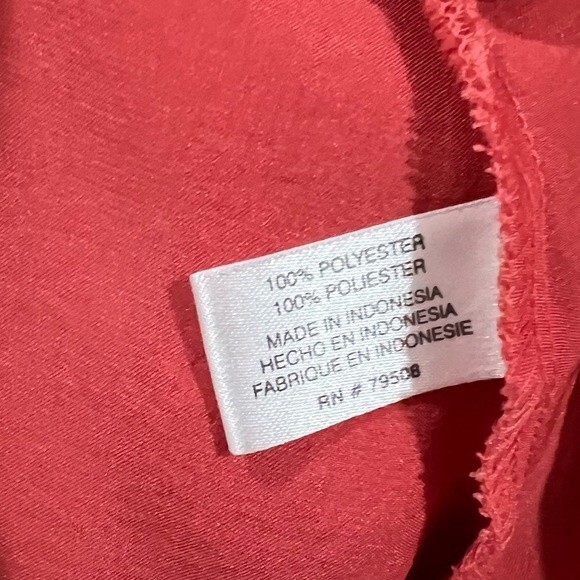 100% POLYESTER
100% POLIESTER
MADE IN INDONESIA
HECHO EN INDONESIA
FABRIQUE EN INDONESIE
RN # 79508